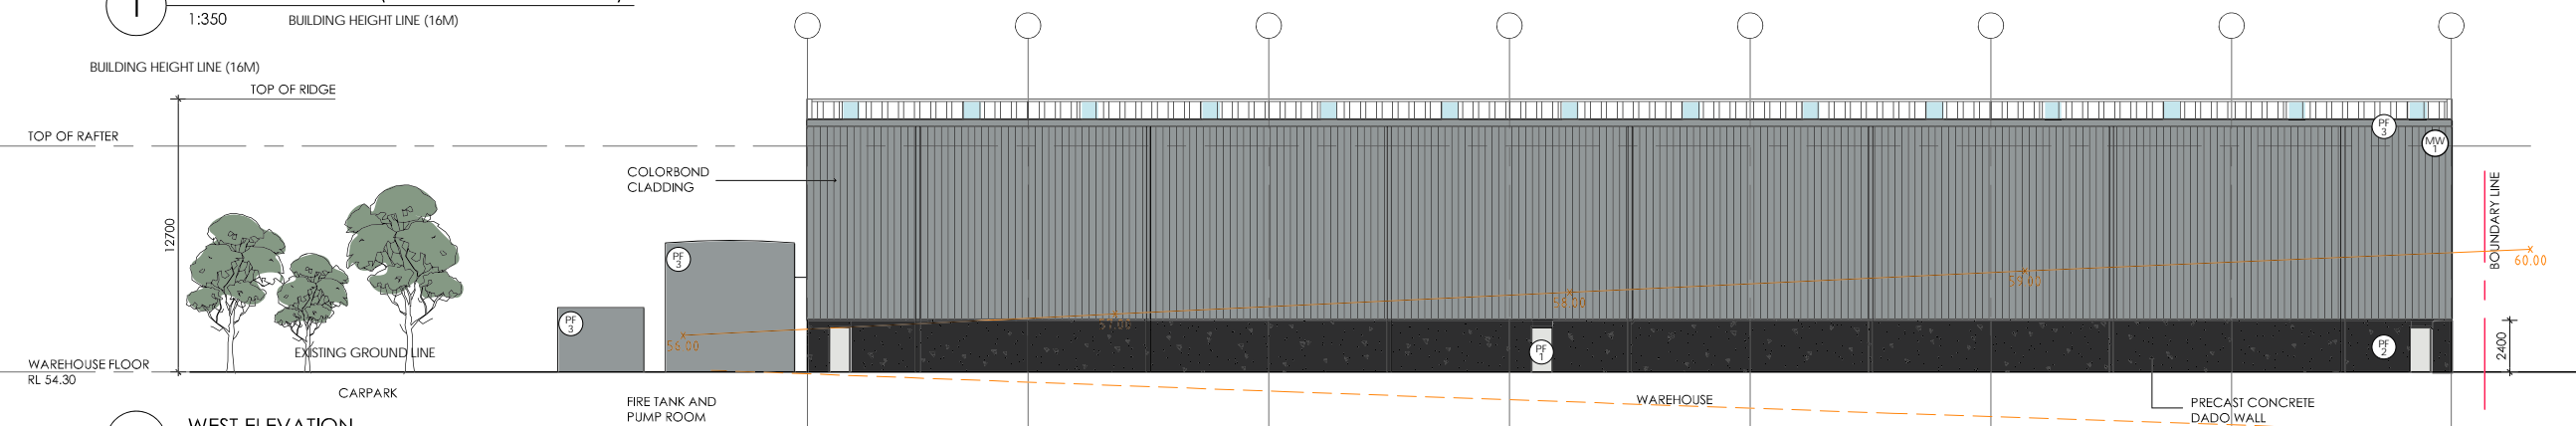 1
1:350
BUILDING HEIGHT LINE (16M)
BUILDING HEIGHT LINE (16M)
TOP OF RIDGE
TOP OF RAFTER
PF
3
MW
1
COLORBOND
CLADDING
BOUNDARY LINE
12700
60.00
PF
3
59.00
58.00
57.00
PF
3
56.00
2400
PF
1
PF
2
EXISTING GROUND LINE
WAREHOUSE FLOOR
RL 54.30
CARPARK
FIRE TANK AND
PUMP ROOM
WAREHOUSE
PRECAST CONCRETE
DADO WALL
WEST ELEVATION